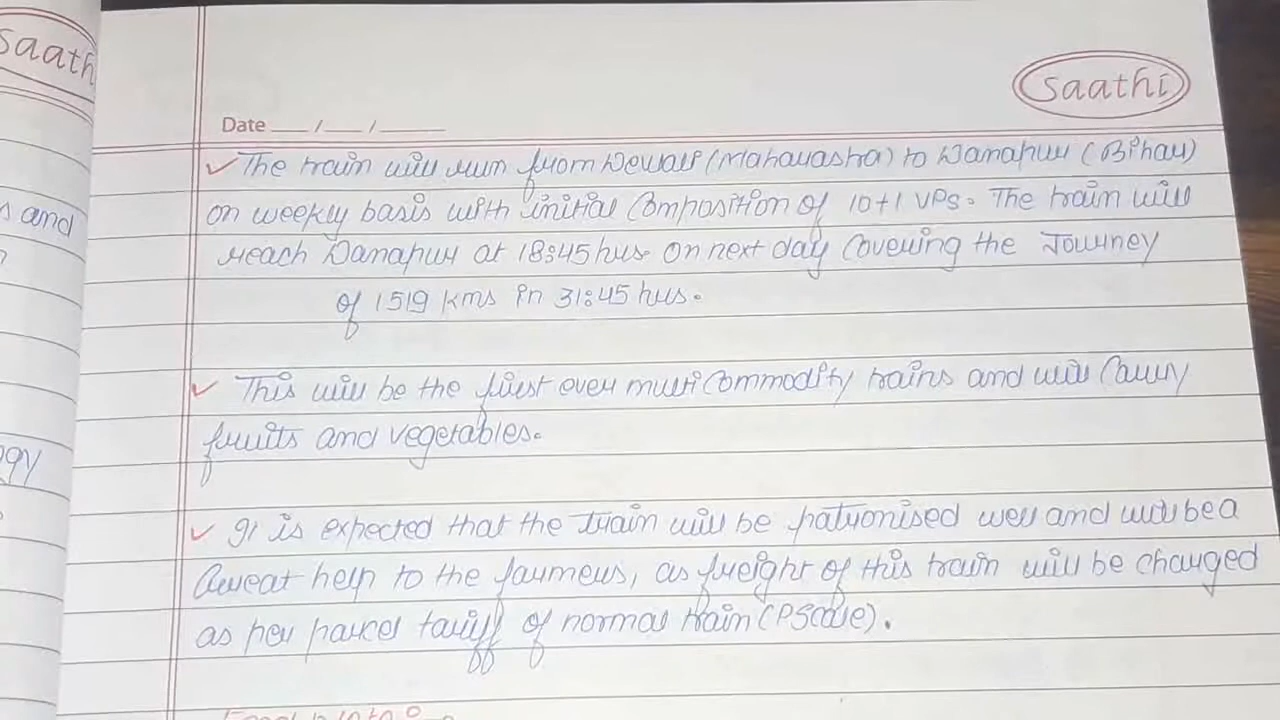 Saath
Saathi
Date ___/___/_____
✓ The train will run from Dewali (Maharashtra) to Danapur (Bihar)
on weekly basis with initial Composition of 10+1 VPs. The train will
reach Danapur at 18:45 hrs. On next day Covering the Journey
of 1519 kms in 31:45 hrs.
✓ This will be the first ever multi Commodity trains and will Carry
fruits and vegetables.
✓ It is expected that the train will be patronised well and will be a
Great help to the farmers, as freight of this train will be charged
as per parcel tariff of normal train (P Scale).
and